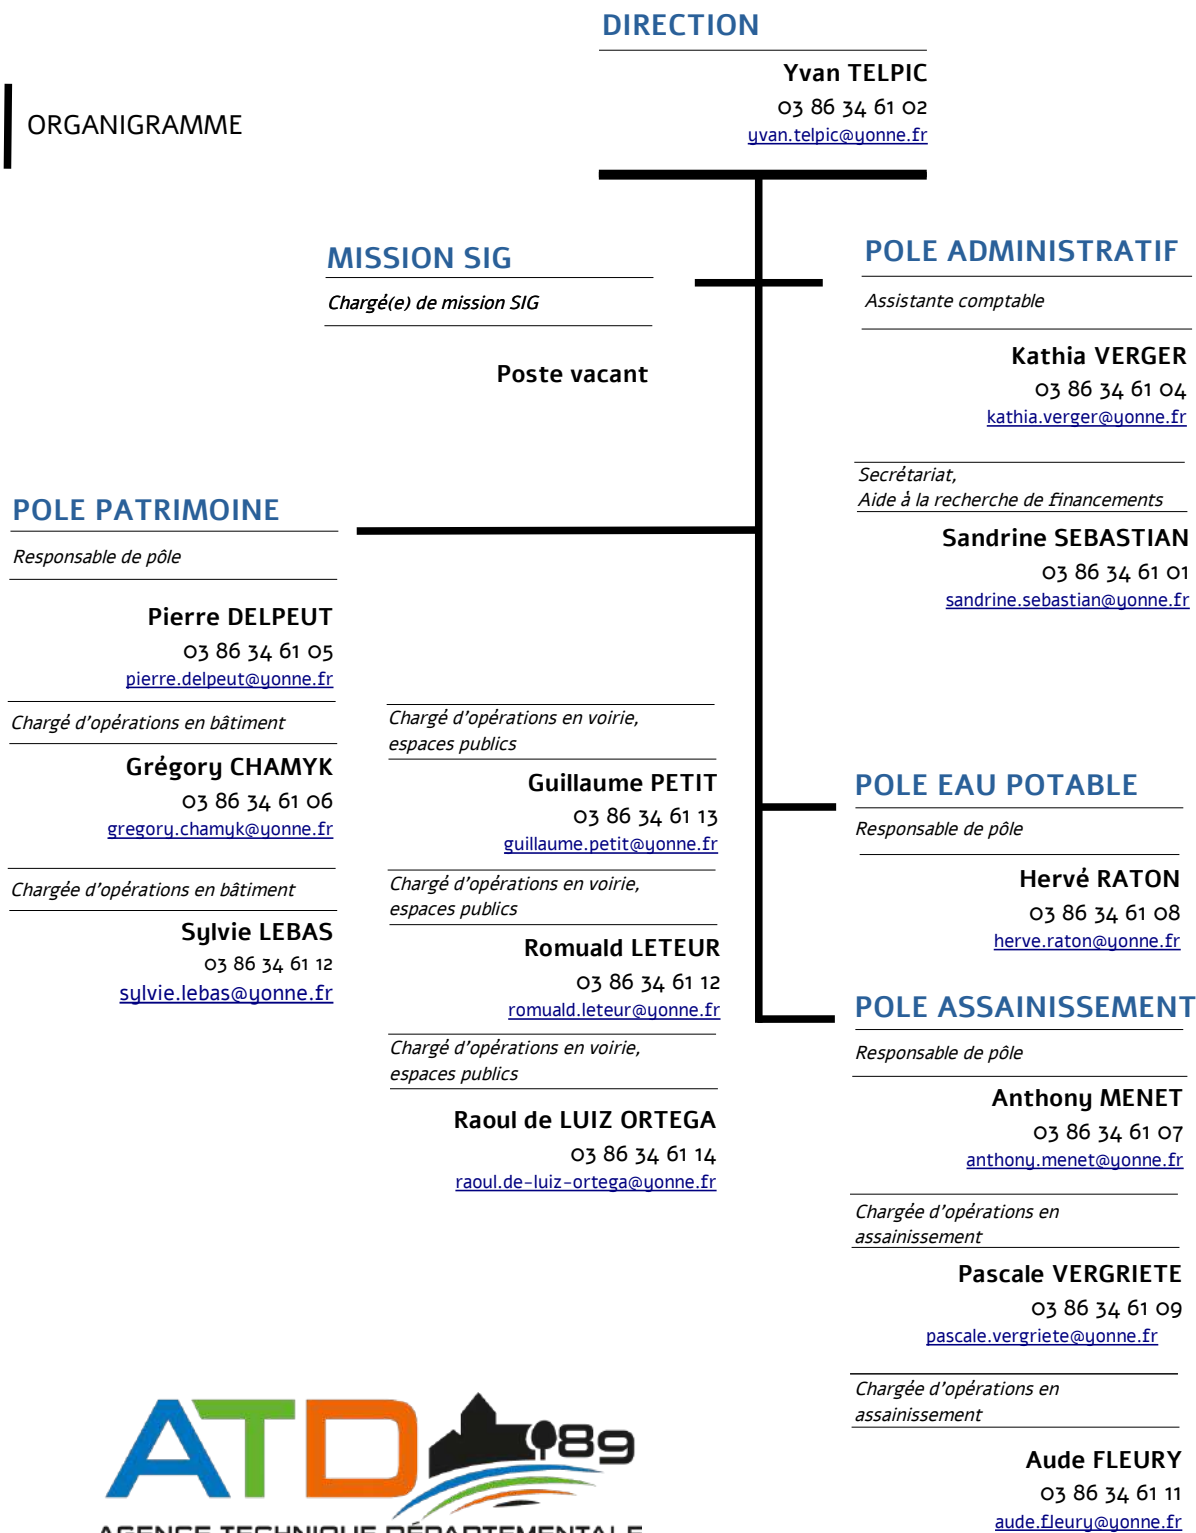 DIRECTION
Yvan TELPIC
03 86 34 61 02
yvan.telpic@yonne.fr
ORGANIGRAMME
MISSION SIG
Chargé(e) de mission SIG
Poste vacant
POLE ADMINISTRATIF
Assistante comptable
Kathia VERGER
03 86 34 61 04
kathia.verger@yonne.fr
Secrétariat,
Aide à la recherche de financements
Sandrine SEBASTIAN
03 86 34 61 01
sandrine.sebastian@yonne.fr
POLE PATRIMOINE
Responsable de pôle
Pierre DELPEUT
03 86 34 61 05
pierre.delpeut@yonne.fr
Chargé d'opérations en bâtiment
Grégory CHAMYK
03 86 34 61 06
gregory.chamyk@yonne.fr
Chargée d'opérations en bâtiment
Sylvie LEBAS
03 86 34 61 12
sylvie.lebas@yonne.fr
Chargé d'opérations en voirie,
espaces publics
Guillaume PETIT
03 86 34 61 13
guillaume.petit@yonne.fr
Chargé d'opérations en voirie,
espaces publics
Romuald LETEUR
03 86 34 61 12
romuald.leteur@yonne.fr
Chargé d'opérations en voirie,
espaces publics
Raoul de LUIZ ORTEGA
03 86 34 61 14
raoul.de-luiz-ortega@yonne.fr
POLE EAU POTABLE
Responsable de pôle
Hervé RATON
03 86 34 61 08
herve.raton@yonne.fr
POLE ASSAINISSEMENT
Responsable de pôle
Anthony MENET
03 86 34 61 07
anthony.menet@yonne.fr
Chargée d'opérations en
assainissement
Pascale VERGRIETE
03 86 34 61 09
pascale.vergriete@yonne.fr
Chargée d'opérations en
assainissement
Aude FLEURY
03 86 34 61 11
aude.fleury@yonne.fr
ATD 89
AGENCE TECHNIQUE DÉPARTEMENTALE